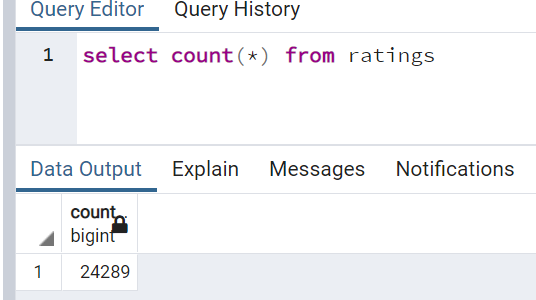 Query Editor Query History
1 select count(*) from ratings
Data Output Explain Messages Notifications
count
bigint
1 24289